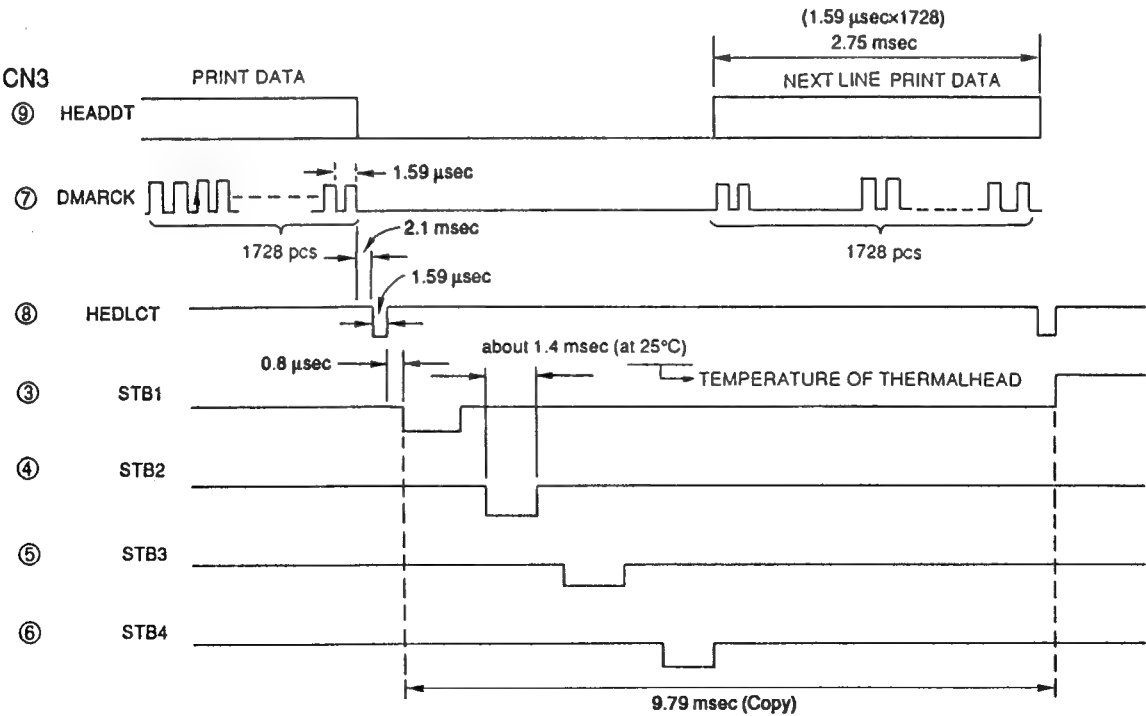 (1.59 μsec×1728)
2.75 msec
CN3
PRINT DATA
NEXT LINE PRINT DATA
⑨ HEADDT
1.59 μsec
⑦ DMARCK
2.1 msec
1728 pcs
1728 pcs
1.59 μsec
⑧ HEDLCT
about 1.4 msec (at 25°C)
0.8 μsec
TEMPERATURE OF THERMALHEAD
③ STB1
④ STB2
⑤ STB3
⑥ STB4
9.79 msec (Copy)